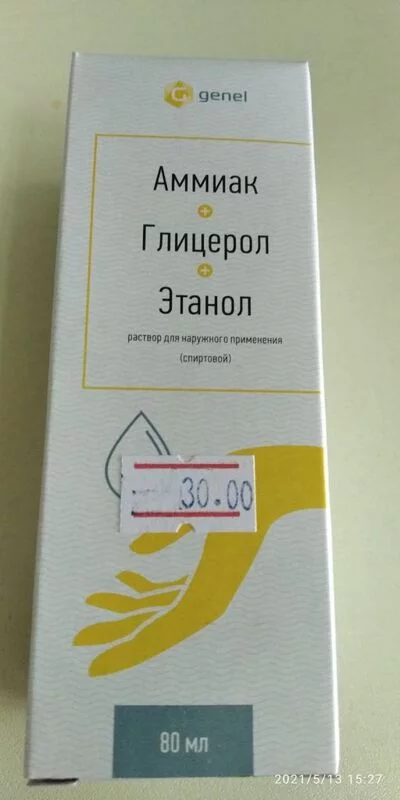 genel
Аммиак
+
Глицерол
+
Этанол
раствор для наружного применения
(спиртовой)
30.00
80 мл
2021/5/13 15:27